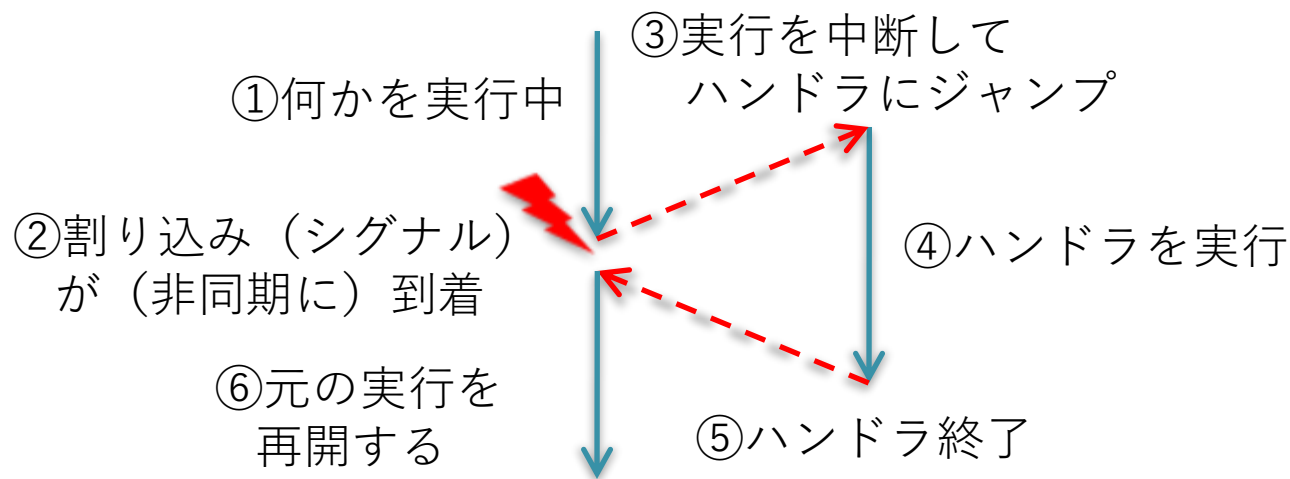 ①何かを実行中
②割り込み（シグナル）
が（非同期に）到着
③実行を中断して
ハンドラにジャンプ
④ハンドラを実行
⑤ハンドラ終了
⑥元の実行を
再開する